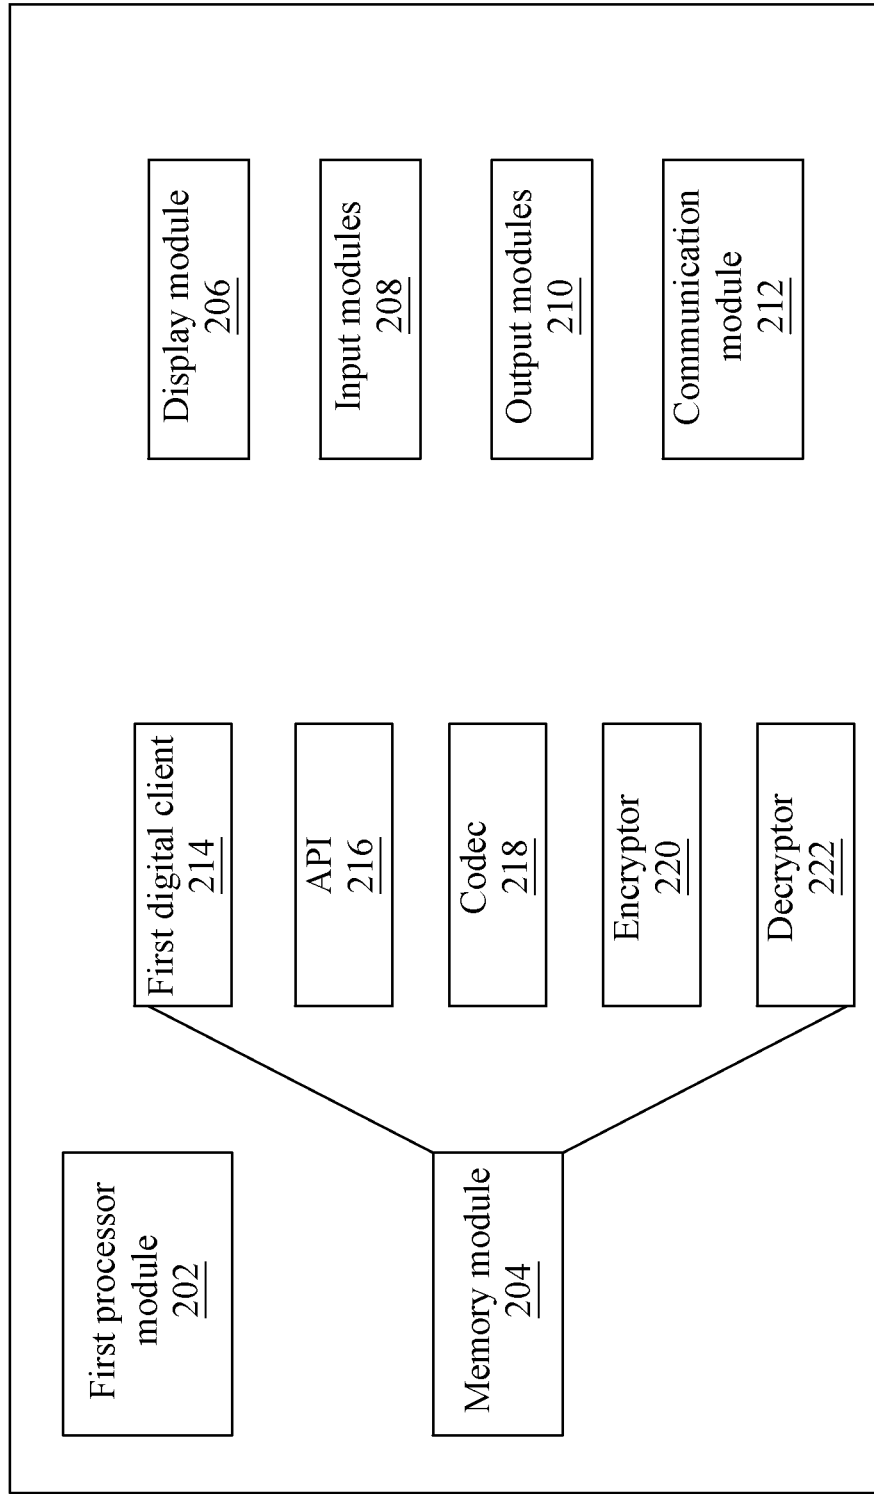 First processor
module
202
Memory module
204
First digital client
214
API
216
Codec
218
Encryptor
220
Decryptor
222
Display module
206
Input modules
208
Output modules
210
Communication
module
212